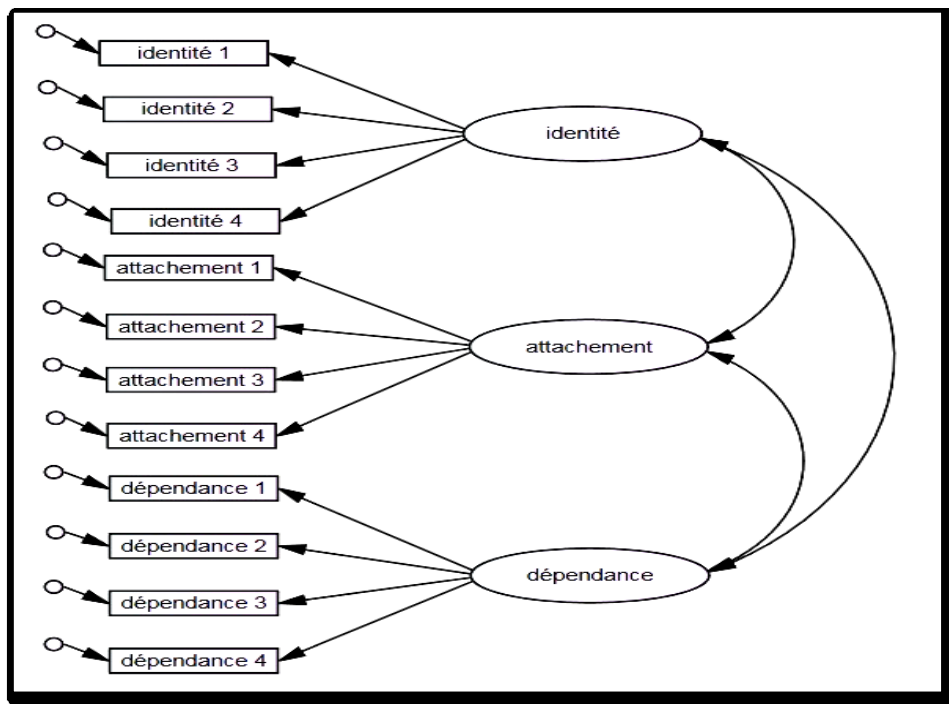 identité 1
identité 2
identité 3
identité 4
identité
attachement 1
attachement 2
attachement 3
attachement 4
attachement
dépendance 1
dépendance 2
dépendance 3
dépendance 4
dépendance